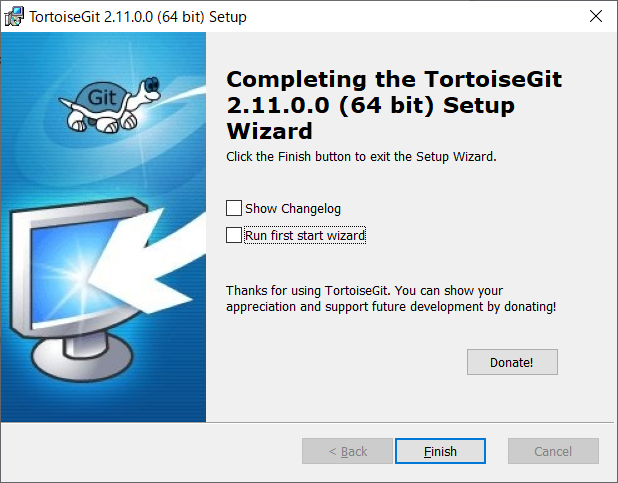 TortoiseGit 2.11.0.0 (64 bit) Setup
Git
Completing the TortoiseGit
2.11.0.0 (64 bit) Setup
Wizard
Click the Finish button to exit the Setup Wizard.
Show Changelog
Run first start wizard
Thanks for using TortoiseGit. You can show your
appreciation and support future development by donating!
Donate!
< Back
Finish
Cancel